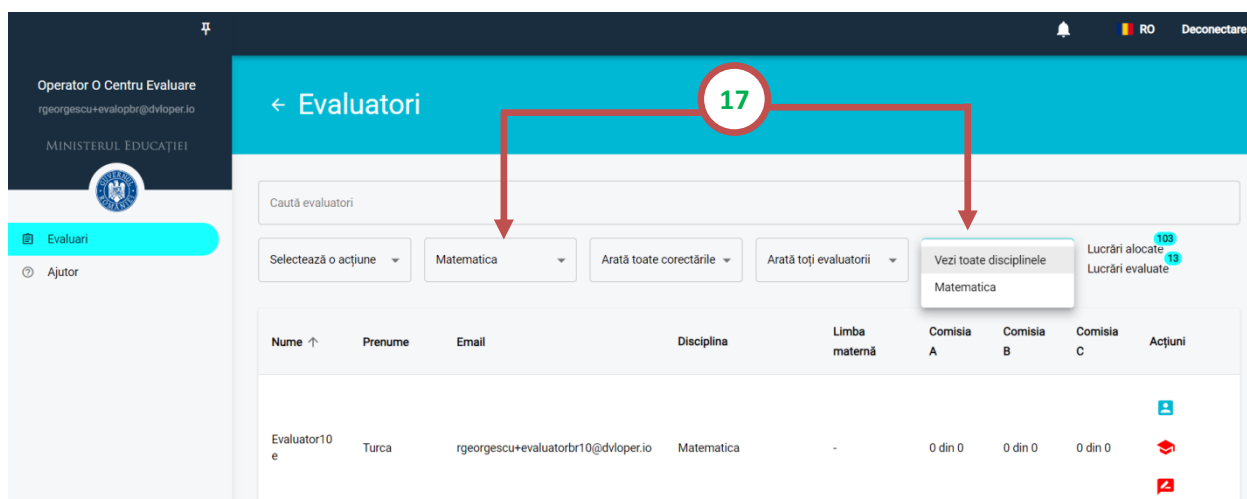 RO Deconectare
Operator O Centru Evaluare
rgeorgescu+evalopbr@dvloper.io
MINISTERUL EDUCAȚIEI
Evaluari
Ajutor
← Evaluatori
17
Caută evaluatori
Selectează o acțiune
Matematica
Arată toate corectările
Arată toți evaluatorii
Vezi toate disciplinele
Matematica
Lucrări alocate 103
Lucrări evaluate 13
Nume ↑ Prenume Email Disciplina Limba maternă Comisia A Comisia B Comisia C Acțiuni
Evaluator10 e Turca rgeorgescu+evaluatorbr10@dvloper.io Matematica - 0 din 0 0 din 0 0 din 0